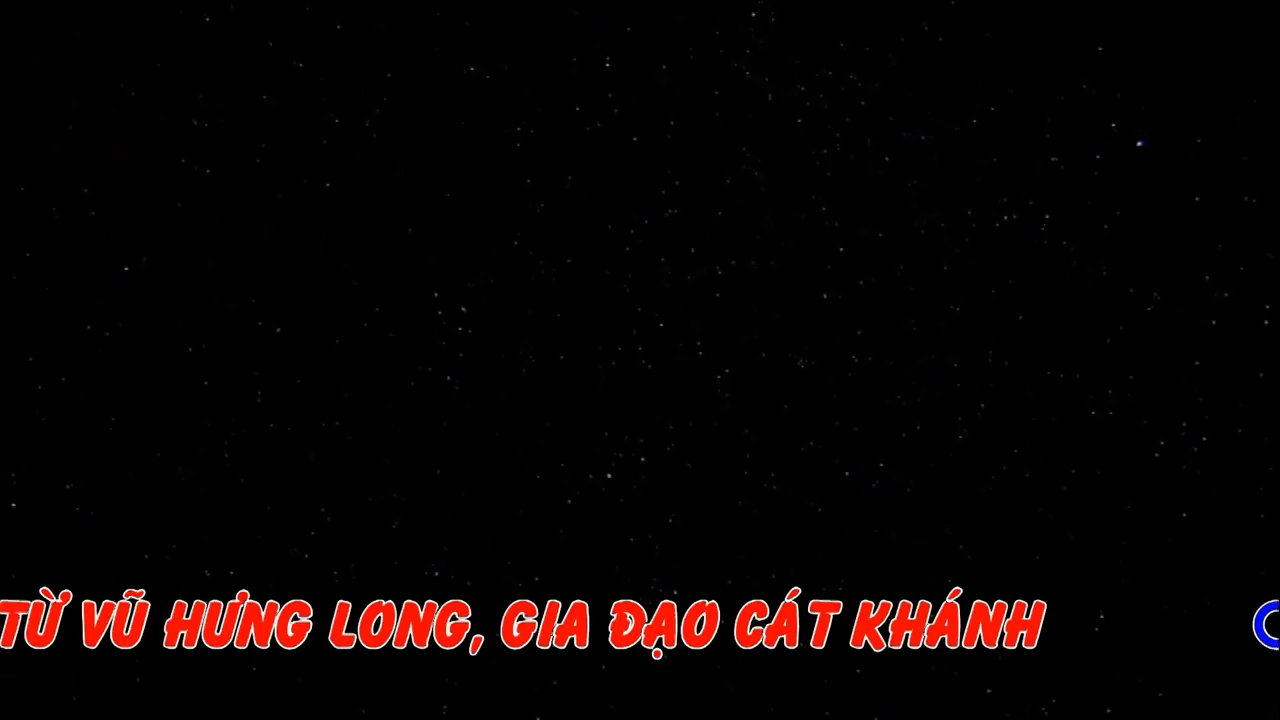 TỪ VŨ HƯNG LONG, GIA ĐẠO CÁT KHÁNH